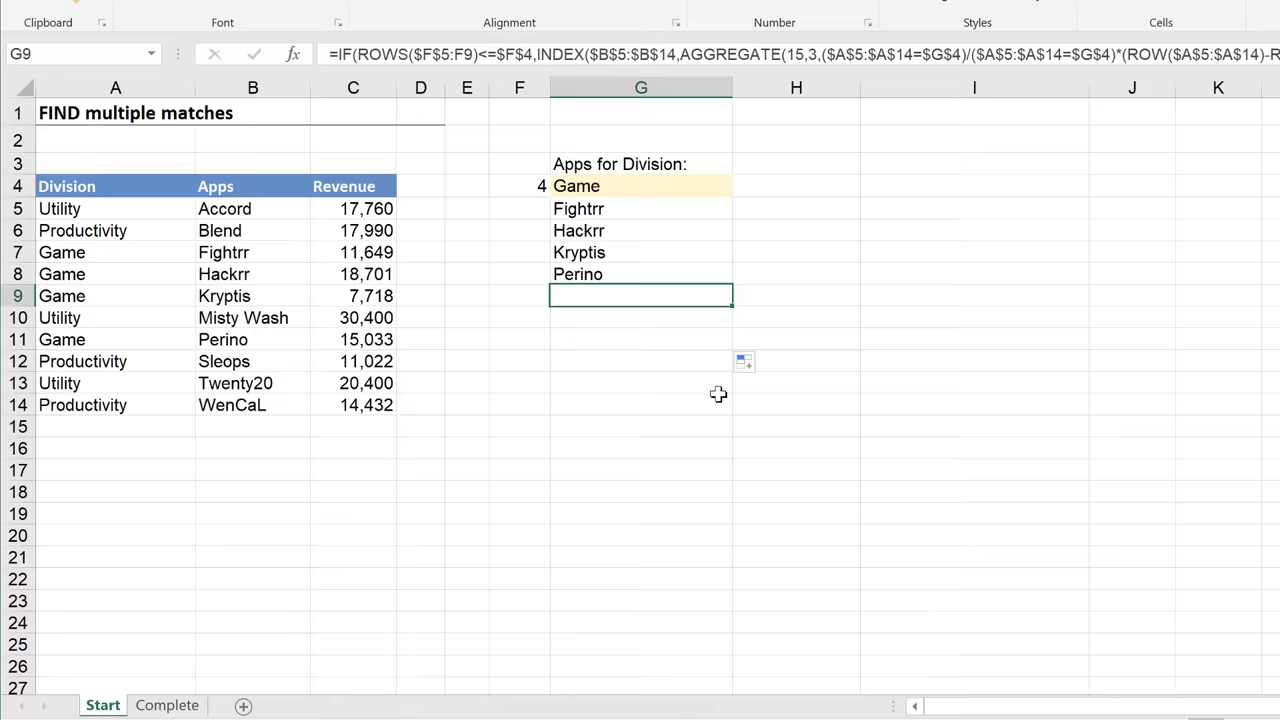 Clipboard Font Alignment Number Styles Cells
G9 fx =IF(ROWS($F$5:F9)<=$F$4,INDEX($B$5:$B$14,AGGREGATE(15,3,($A$5:$A$14=$G$4)/($A$5:$A$14=$G$4)*(ROW($A$5:$A$14)-R
A B C D E F G H I J K
1 FIND multiple matches
2
3 Apps for Division:
4 Division Apps Revenue 4 Game
5 Utility Accord 17,760 Fightrr
6 Productivity Blend 17,990 Hackrr
7 Game Fightrr 11,649 Kryptis
8 Game Hackrr 18,701 Perino
9 Game Kryptis 7,718
10 Utility Misty Wash 30,400
11 Game Perino 15,033
12 Productivity Sleops 11,022
13 Utility Twenty20 20,400
14 Productivity WenCaL 14,432
15
16
17
18
19
20
21
22
23
24
25
26
27
Start Complete